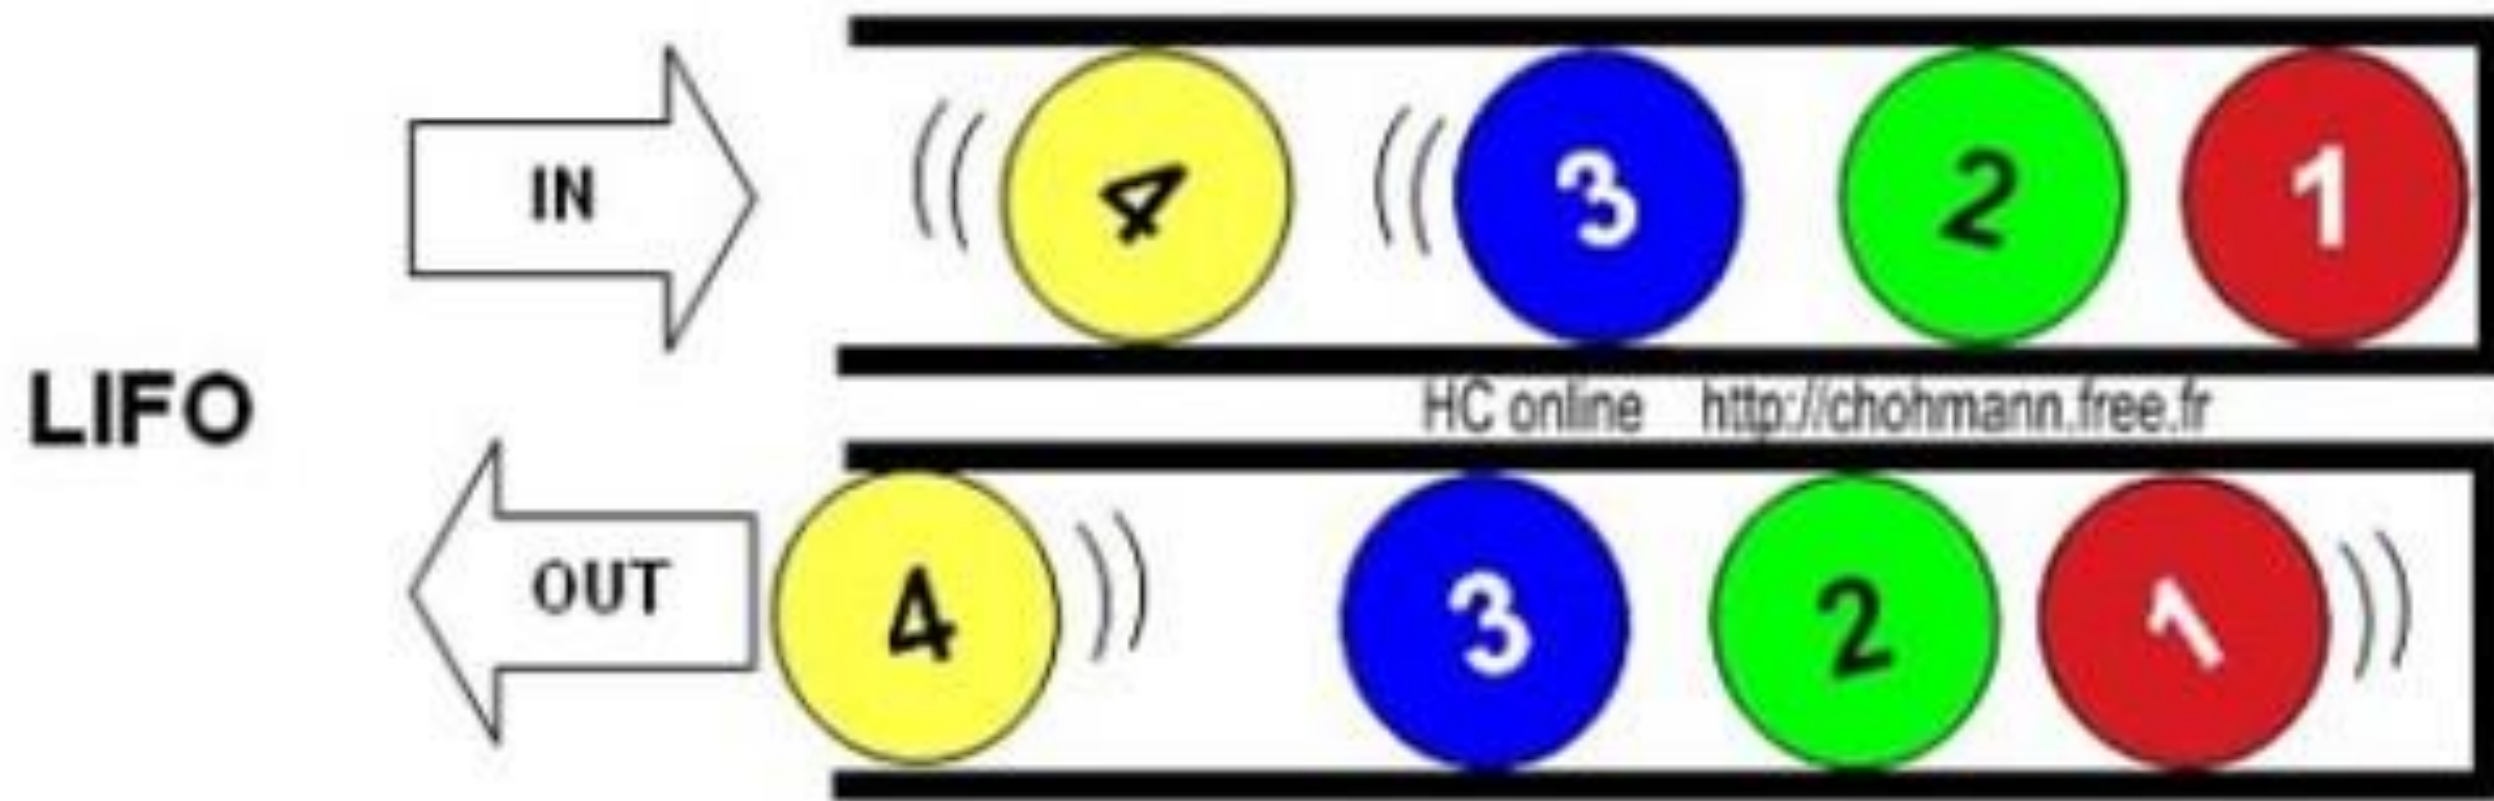 IN
4 3 2 1
LIFO
HC online http://chohmann.free.fr
OUT
4 3 2 1